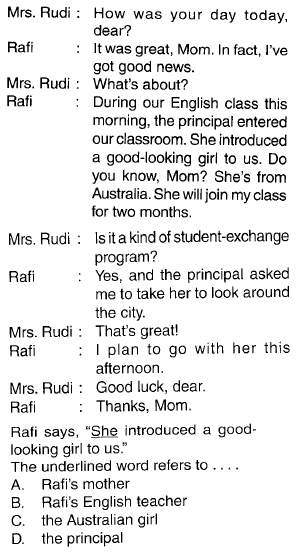 Mrs. Rudi : How was your day today,
dear?
Rafi : It was great, Mom. In fact, I've
got good news.
Mrs. Rudi : What's about?
Rafi : During our English class this
morning, the principal entered
our classroom. She introduced
a good-looking girl to us. Do
you know, Mom? She's from
Australia. She will join my class
for two months.
Mrs. Rudi : Is it a kind of student-exchange
program?
Rafi : Yes, and the principal asked
me to take her to look around
the city.
Mrs. Rudi : That's great!
Rafi : I plan to go with her this
afternoon.
Mrs. Rudi : Good luck, dear.
Rafi : Thanks, Mom.
Rafi says, "She introduced a good-
looking girl to us."
The underlined word refers to . . . .
A. Rafi's mother
B. Rafi's English teacher
C. the Australian girl
D. the principal